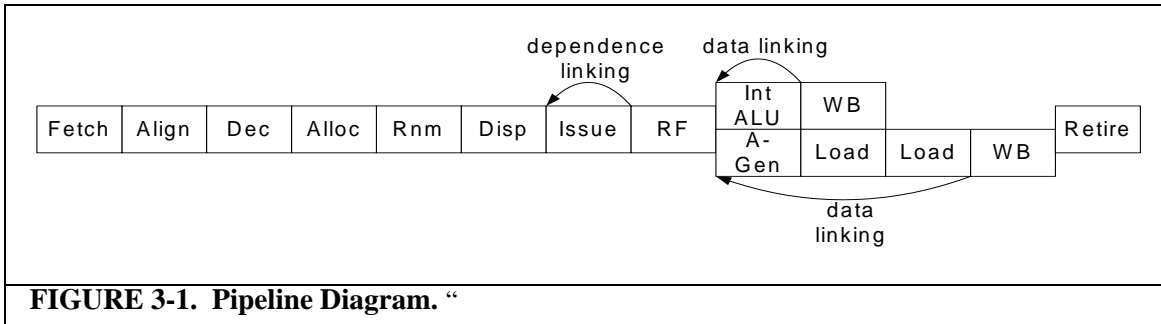 dependence linking
data linking
Fetch
Align
Dec
Alloc
Rnm
Disp
Issue
RF
Int ALU
WB
A-Gen
Load
Load
WB
Retire
data linking
FIGURE 3-1. Pipeline Diagram. “